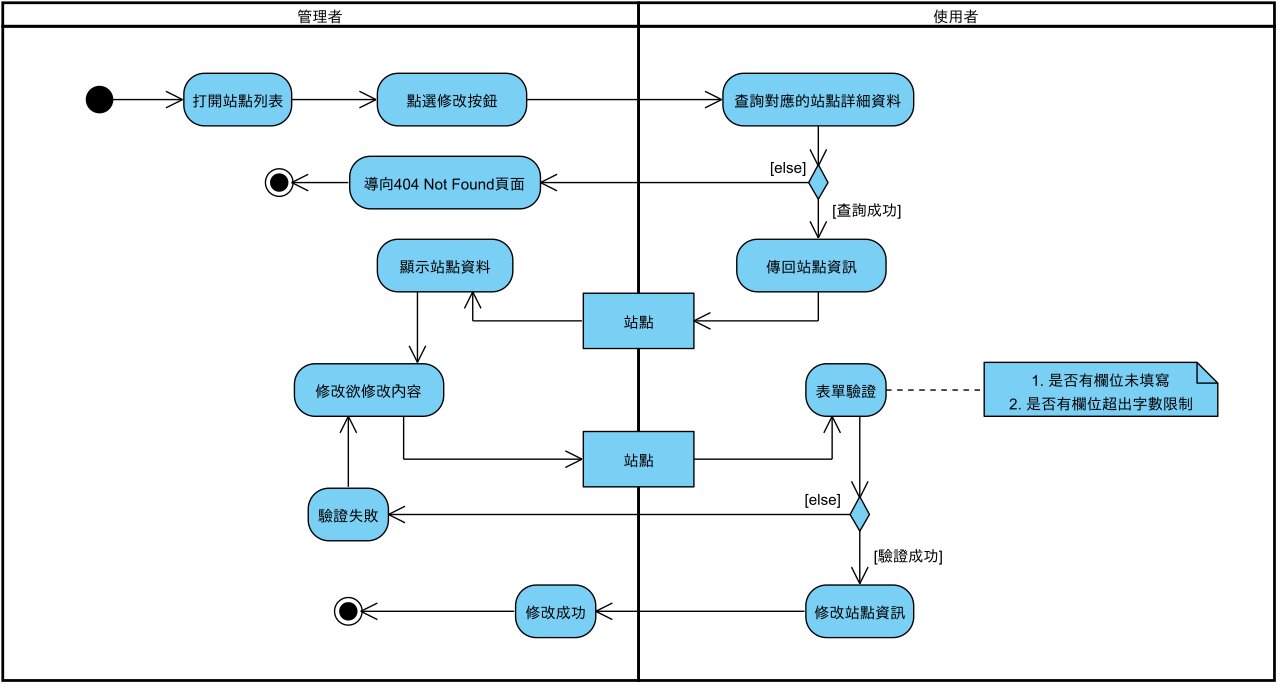 管理者
使用者
打開站點列表
點選修改按鈕
查詢對應的站點詳細資料
[else]
導向404 Not Found頁面
[查詢成功]
顯示站點資料
傳回站點資訊
站點
修改欲修改內容
表單驗證
1. 是否有欄位未填寫
2. 是否有欄位超出字數限制
站點
[else]
驗證失敗
[驗證成功]
修改成功
修改站點資訊